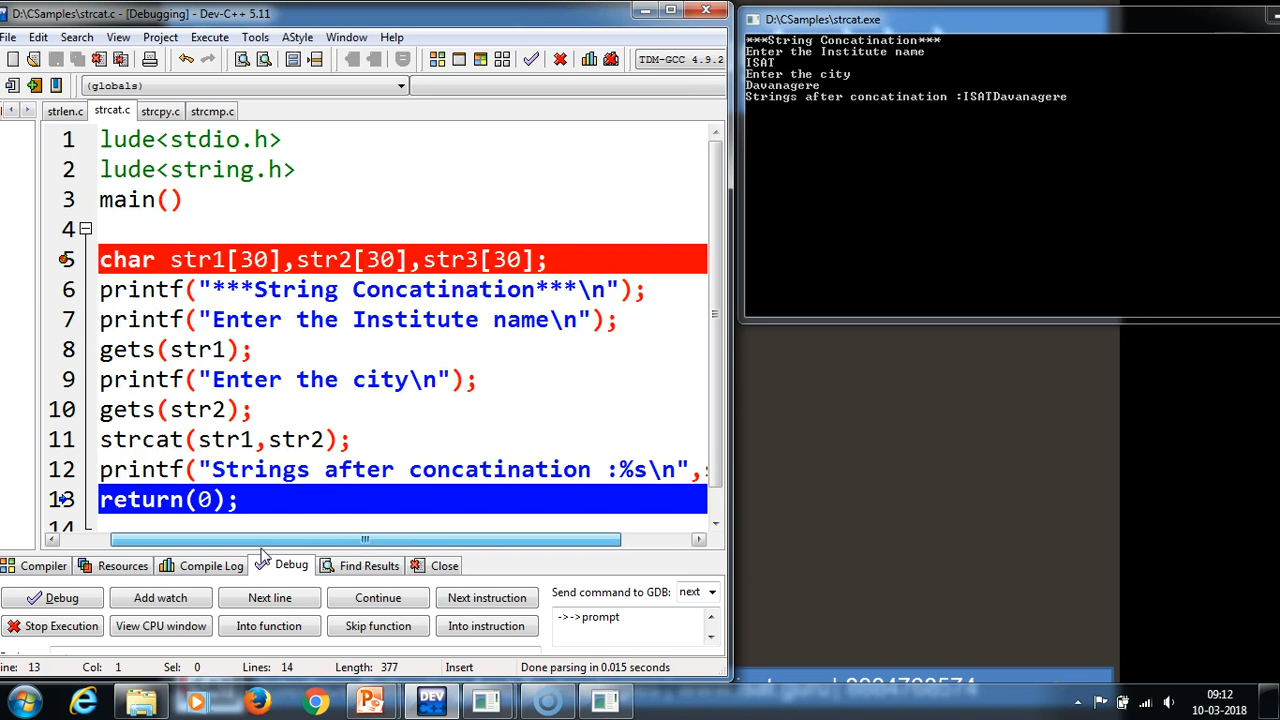 D:\CSamples\strcat.c - [Debugging] - Dev-C++ 5.11
File Edit Search View Project Execute Tools AStyle Window Help
TDM-GCC 4.9.2
(globals)
strlen.c strcat.c strcpy.c strcmp.c
1 lude<stdio.h>
2 lude<string.h>
3 main()
4
5 char str1[30],str2[30],str3[30];
6 printf("***String Concatination***\n");
7 printf("Enter the Institute name\n");
8 gets(str1);
9 printf("Enter the city\n");
10 gets(str2);
11 strcat(str1,str2);
12 printf("Strings after concatination :%s\n",
13 return(0);
14
Compiler Resources Compile Log Debug Find Results Close
Debug Add watch Next line Continue Next instruction Send command to GDB: next
Stop Execution View CPU window Into function Skip function Into instruction ->->prompt
ine: 13 Col: 1 Sel: 0 Lines: 14 Length: 377 Insert Done parsing in 0.015 seconds
D:\CSamples\strcat.exe
***String Concatination***
Enter the Institute name
ISAT
Enter the city
Davanagere
Strings after concatination :ISATDavanagere
DEV
09:12
10-03-2018